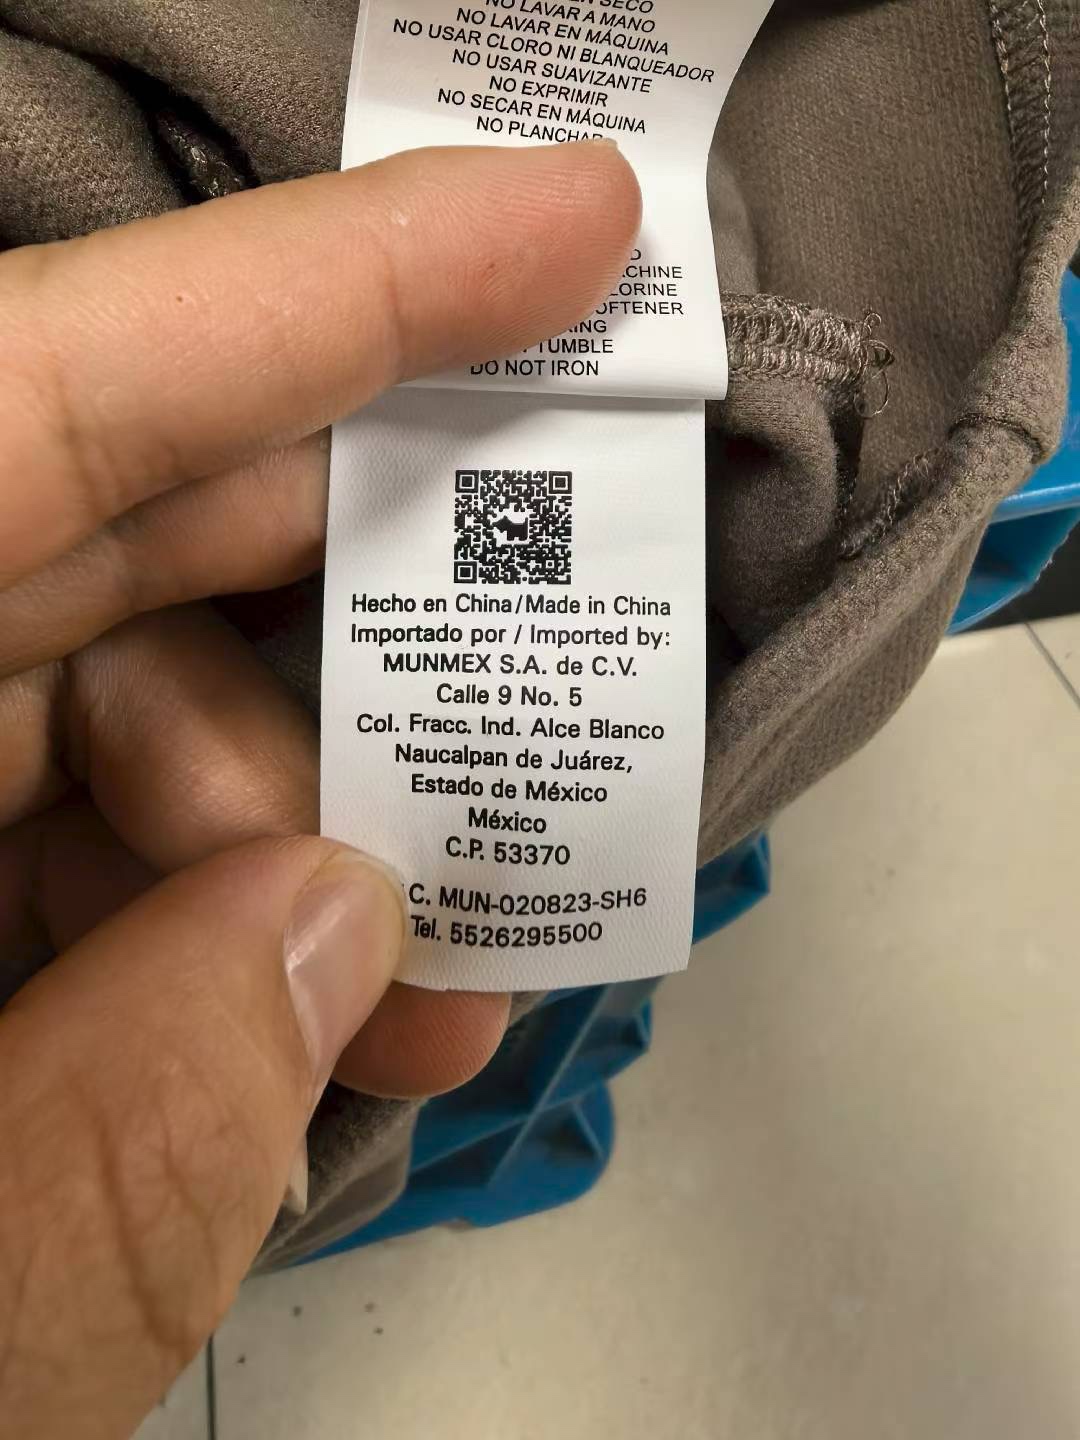 SECO
NO LAVAR A MANO
NO LAVAR EN MÁQUINA
NO USAR CLORO NI BLANQUEADOR
NO USAR SUAVIZANTE
NO EXPRIMIR
NO SECAR EN MÁQUINA
NO PLANCHAR
TUMBLE
DO NOT IRON
Hecho en China/Made in China
Importado por / Imported by:
MUNMEX S.A. de C.V.
Calle 9 No. 5
Col. Fracc. Ind. Alce Blanco
Naucalpan de Juárez,
Estado de México
México
C.P. 53370
C. MUN-020823-SH6
Tel. 5526295500